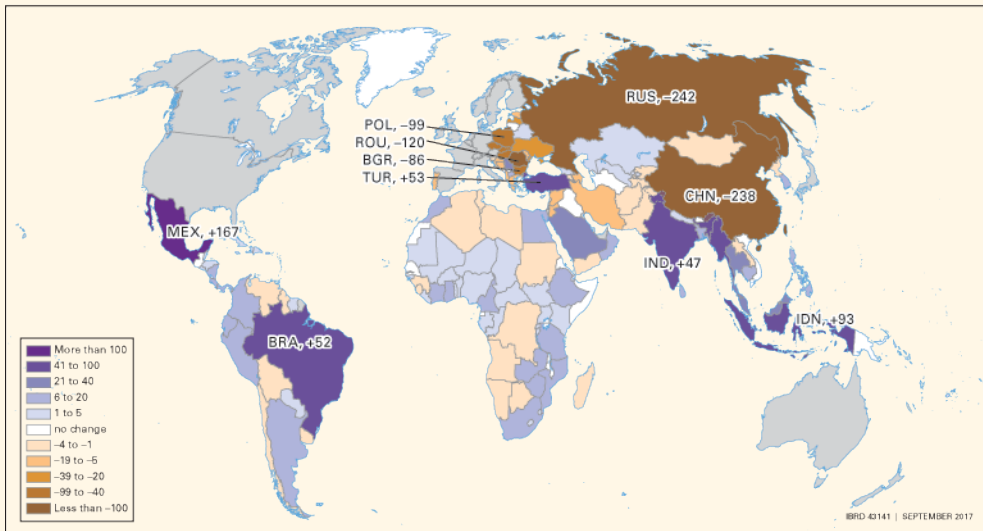 RUS, –242
POL, –99
ROU, –120
BGR, –86
TUR, +53
CHN, –238
MEX, +167
IND, +47
IDN, +93
BRA, +52
More than 100
41 to 100
21 to 40
6 to 20
1 to 5
no change
–4 to –1
–19 to –5
–39 to –20
–99 to –40
Less than –100
IBRD 43141 | SEPTEMBER 2017